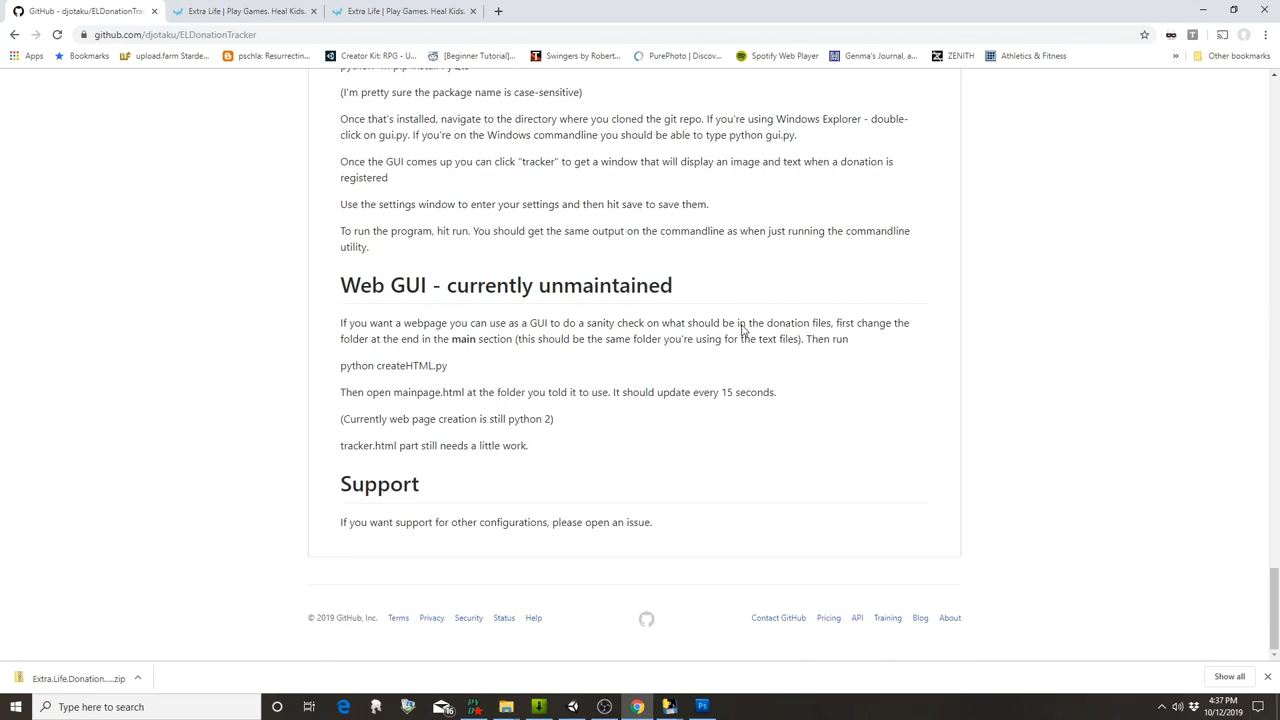 GitHub - djotaku/ELDonationTrac
Extra Life | Play Games. Heal Kids.
Extra Life | Play Games. Heal Kids.
github.com/djotaku/ELDonationTracker
Apps
Bookmarks
upload.farm Starde...
pschla: Resurrectin...
Creator Kit: RPG - U...
[Beginner Tutorial]...
Swingers by Robert...
PurePhoto | Discov...
Spotify Web Player
Genma's Journal, a...
ZENITH
Athletics & Fitness
»
Other bookmarks
(I'm pretty sure the package name is case-sensitive)
Once that's installed, navigate to the directory where you cloned the git repo. If you're using Windows Explorer - double-
click on gui.py. If you're on the Windows commandline you should be able to type python gui.py.
Once the GUI comes up you can click "tracker" to get a window that will display an image and text when a donation is
registered
Use the settings window to enter your settings and then hit save to save them.
To run the program, hit run. You should get the same output on the commandline as when just running the commandline
utility.
Web GUI - currently unmaintained
If you want a webpage you can use as a GUI to do a sanity check on what should be in the donation files, first change the
folder at the end in the main section (this should be the same folder you're using for the text files). Then run
python createHTML.py
Then open mainpage.html at the folder you told it to use. It should update every 15 seconds.
(Currently web page creation is still python 2)
tracker.html part still needs a little work.
Support
If you want support for other configurations, please open an issue.
© 2019 GitHub, Inc.
Terms
Privacy
Security
Status
Help
Contact GitHub
Pricing
API
Training
Blog
About
Extra.Life.Donation.....zip
Show all
Type here to search
4:37 PM
10/12/2019